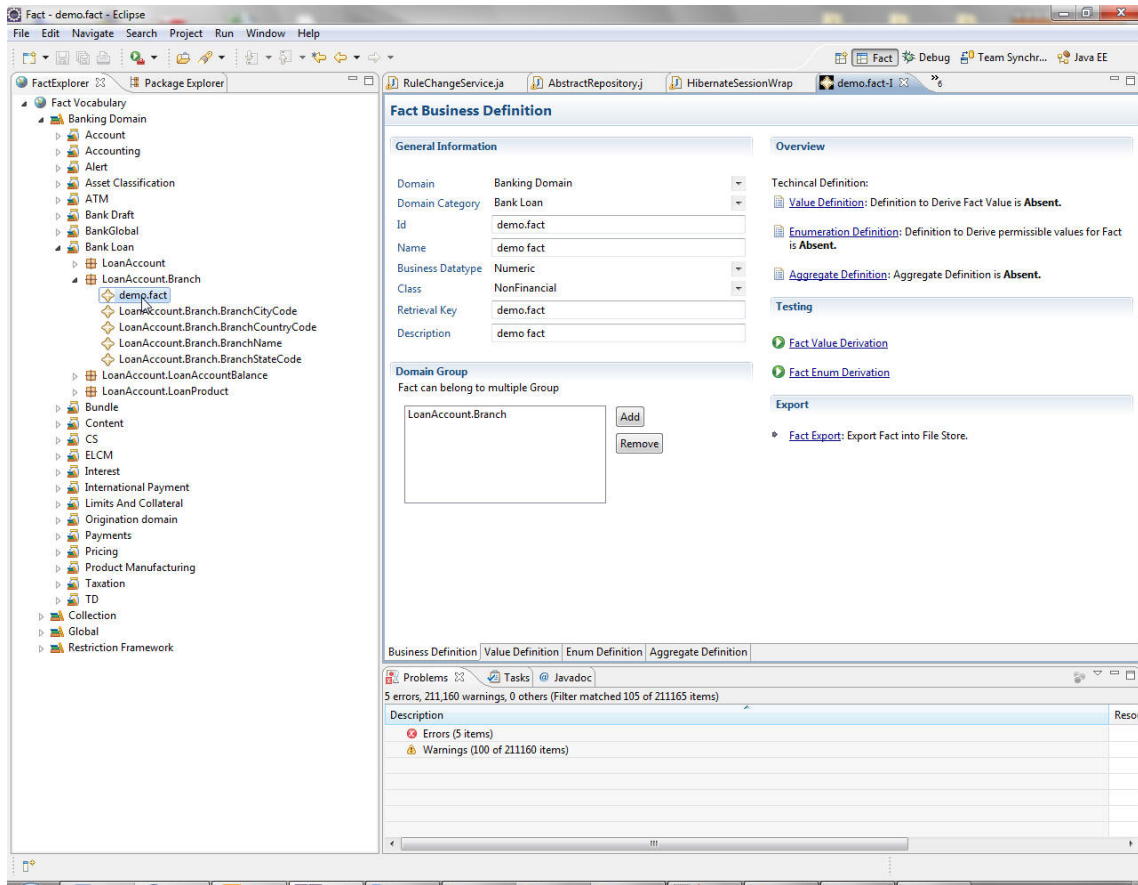 Fact - demo.fact - Eclipse
File Edit Navigate Search Project Run Window Help
Fact Debug Team Synchr... Java EE
FactExplorer Package Explorer
RuleChangeService.ja AbstractRepository.j HibernateSessionWrap demo.fact-I »6
Fact Vocabulary
Banking Domain
Account
Accounting
Alert
Asset Classification
ATM
Bank Draft
BankGlobal
Bank Loan
LoanAccount
LoanAccount.Branch
demo.fact
LoanAccount.Branch.BranchCityCode
LoanAccount.Branch.BranchCountryCode
LoanAccount.Branch.BranchName
LoanAccount.Branch.BranchStateCode
LoanAccount.LoanAccountBalance
LoanAccount.LoanProduct
Bundle
Content
CS
ELCM
Interest
International Payment
Limits And Collateral
Origination domain
Payments
Pricing
Product Manufacturing
Taxation
TD
Collection
Global
Restriction Framework
Fact Business Definition
General Information
Domain Banking Domain
Domain Category Bank Loan
Id demo.fact
Name demo fact
Business Datatype Numeric
Class NonFinancial
Retrieval Key demo.fact
Description demo fact
Domain Group
Fact can belong to multiple Group
LoanAccount.Branch
Add
Remove
Overview
Techincal Definition:
Value Definition: Definition to Derive Fact Value is Absent.
Enumeration Definition: Definition to Derive permissible values for Fact
is Absent.
Aggregate Definition: Aggregate Definition is Absent.
Testing
Fact Value Derivation
Fact Enum Derivation
Export
Fact Export: Export Fact into File Store.
Business Definition Value Definition Enum Definition Aggregate Definition
Problems Tasks @ Javadoc
5 errors, 211,160 warnings, 0 others (Filter matched 105 of 211165 items)
Description Reso
Errors (5 items)
Warnings (100 of 211160 items)